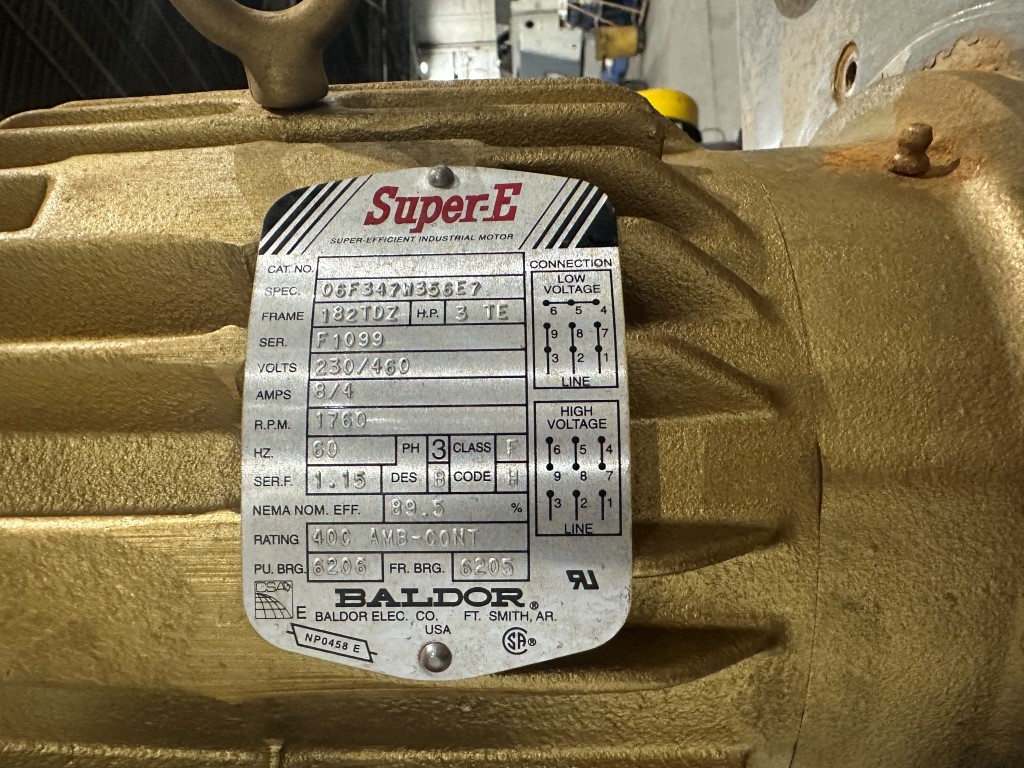 Super-E
SUPER-EFFICIENT INDUSTRIAL MOTOR
CAT. NO.
SPEC. 06F347W356E7
FRAME 182TDZ H.P. 3 TE
SER. F1099
VOLTS 230/460
AMPS 8/4
R.P.M. 1760
HZ. 60 PH 3 CLASS F
SER.F. 1.15 DES B CODE H
NEMA NOM. EFF. 89.5 %
RATING 40C AMB-CONT
PU. BRG. 6206 FR. BRG. 6205
CONNECTION
LOW
VOLTAGE
6 5 4
9 8 7
3 2 1
LINE
HIGH
VOLTAGE
6 5 4
9 8 7
3 2 1
LINE
CSA
E
BALDOR®
BALDOR ELEC. CO. FT. SMITH, AR.
USA
NP0458 E
SA®
RU